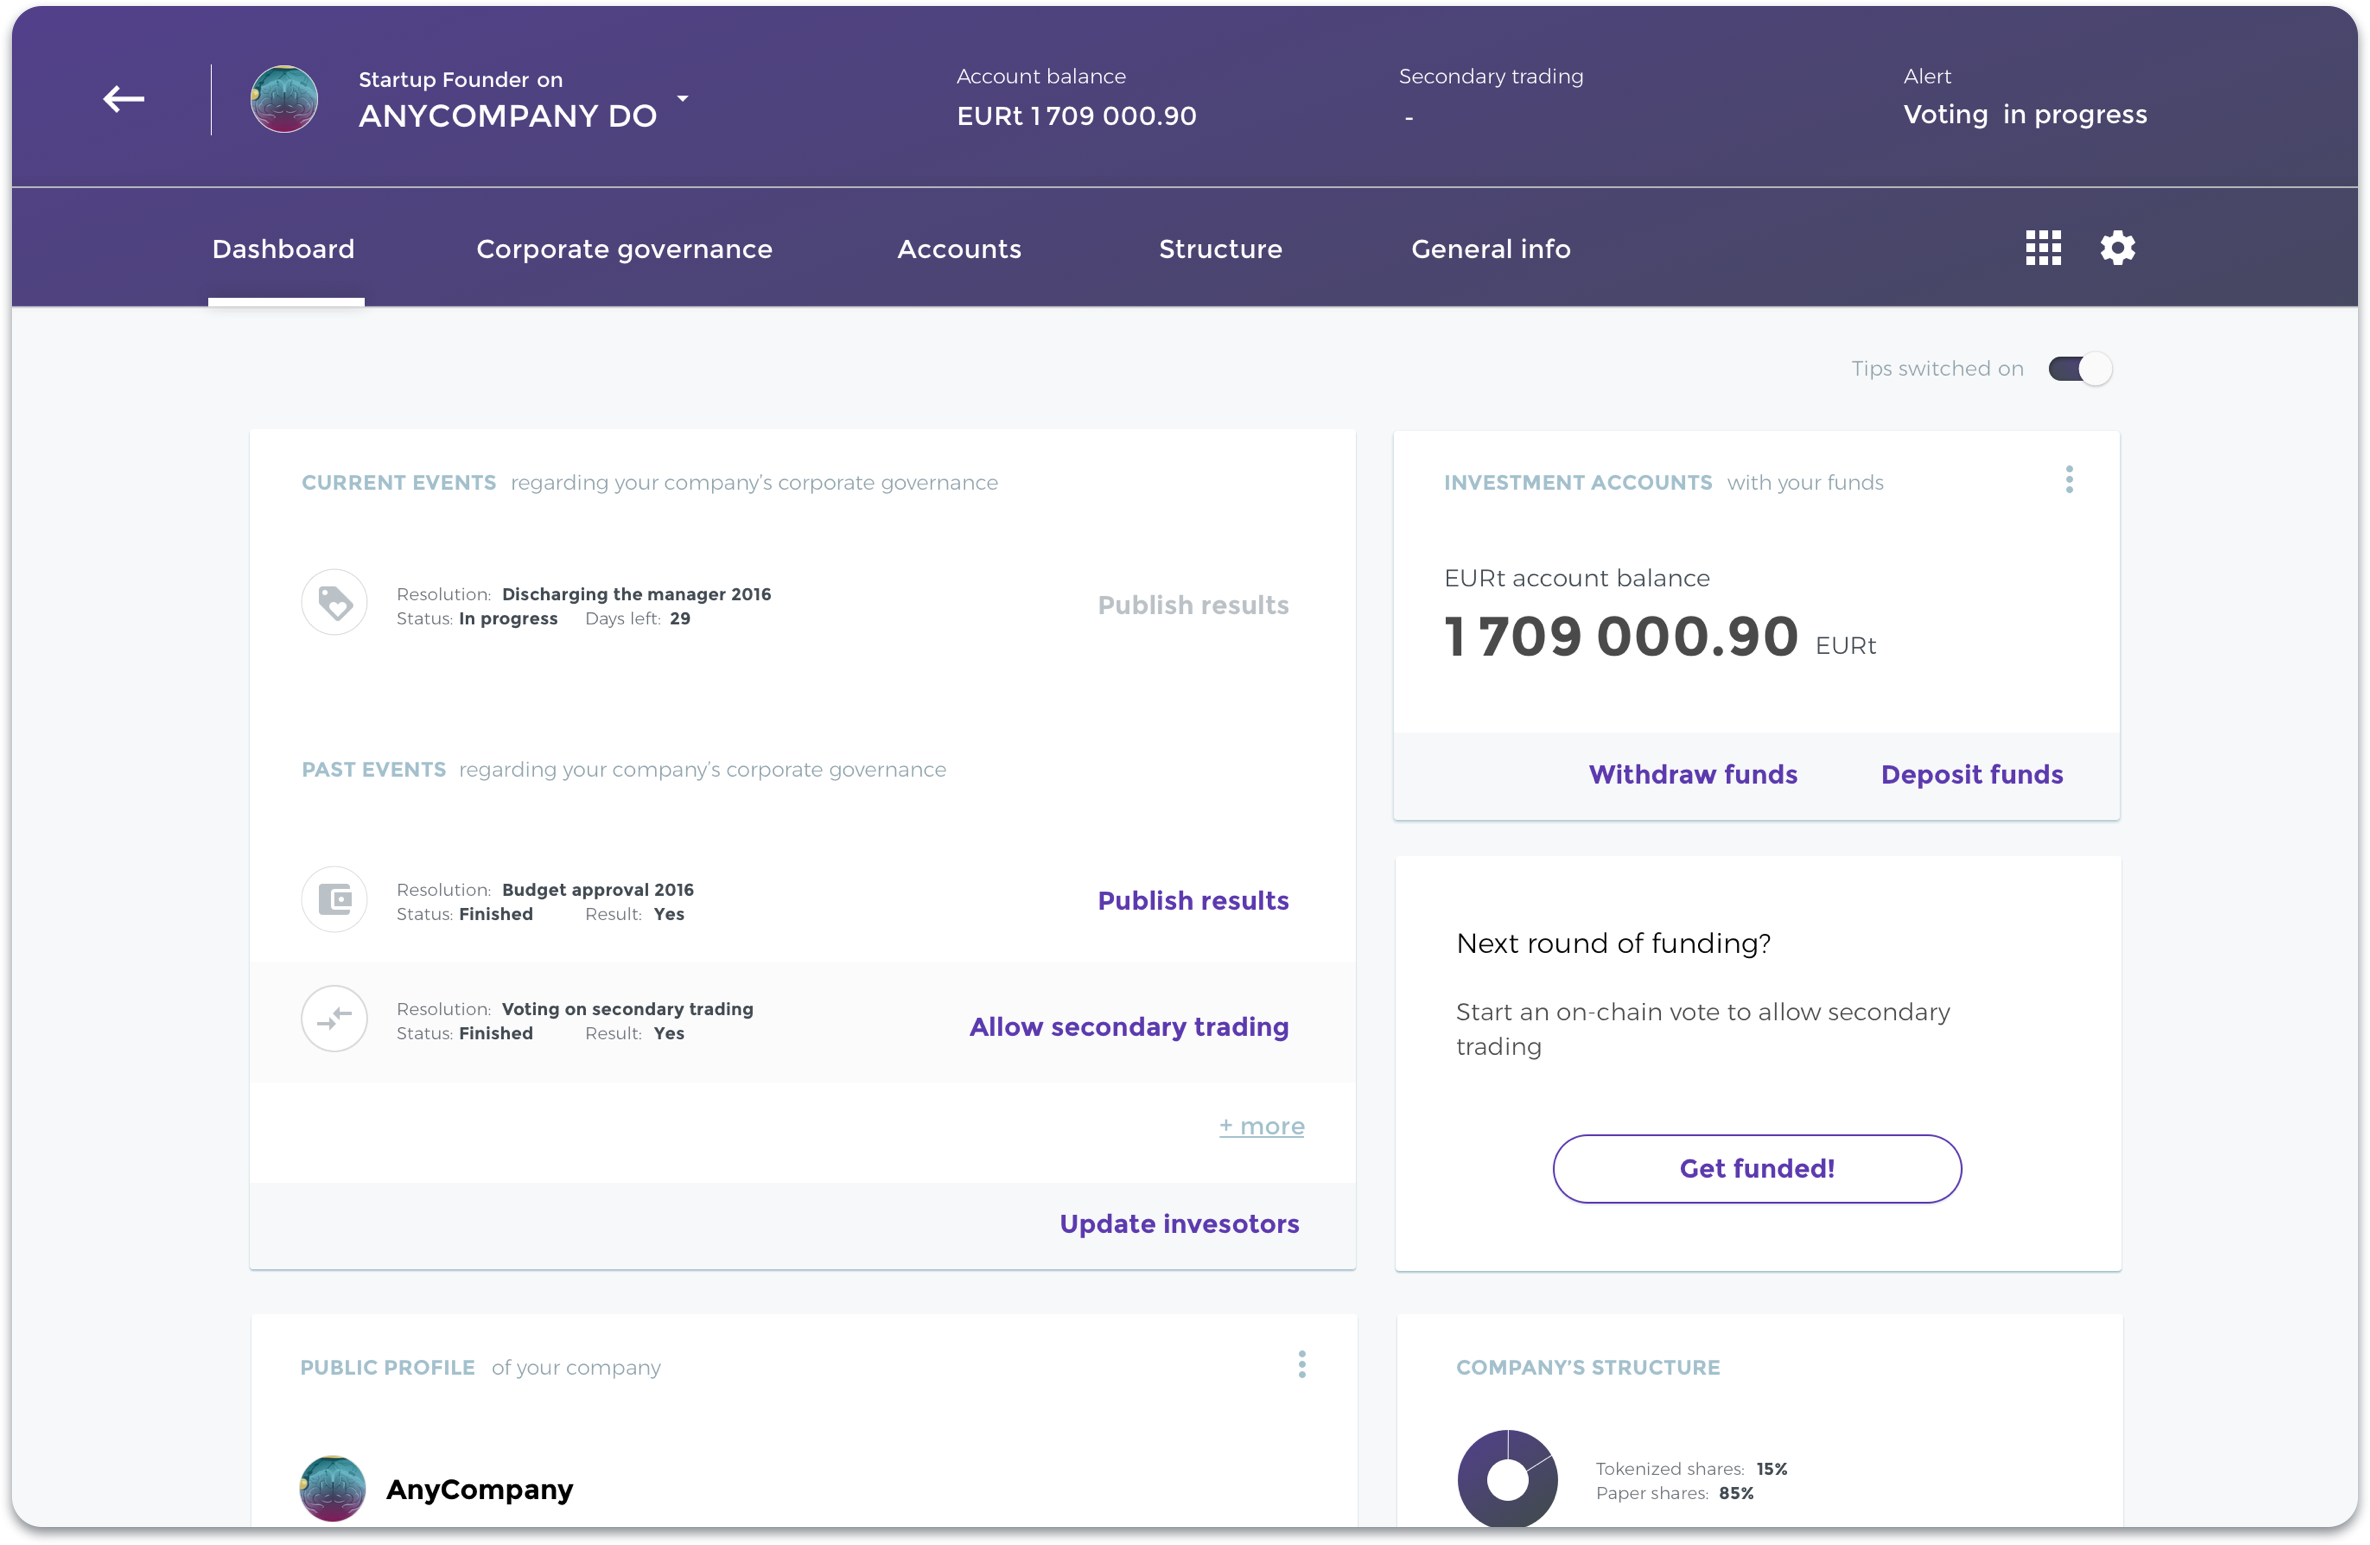 Startup Founder on
ANYCOMPANY DO
Account balance
EURt 1 709 000.90
Secondary trading
-
Alert
Voting in progress
Dashboard
Corporate governance
Accounts
Structure
General info
Tips switched on
CURRENT EVENTS regarding your company's corporate governance
Resolution: Discharging the manager 2016
Status: In progress Days left: 29
Publish results
PAST EVENTS regarding your company's corporate governance
Resolution: Budget approval 2016
Status: Finished Result: Yes
Publish results
Resolution: Voting on secondary trading
Status: Finished Result: Yes
Allow secondary trading
+ more
Update invesotors
INVESTMENT ACCOUNTS with your funds
EURt account balance
1 709 000.90 EURt
Withdraw funds
Deposit funds
Next round of funding?
Start an on-chain vote to allow secondary
trading
Get funded!
PUBLIC PROFILE of your company
AnyCompany
COMPANY'S STRUCTURE
Tokenized shares: 15%
Paper shares: 85%